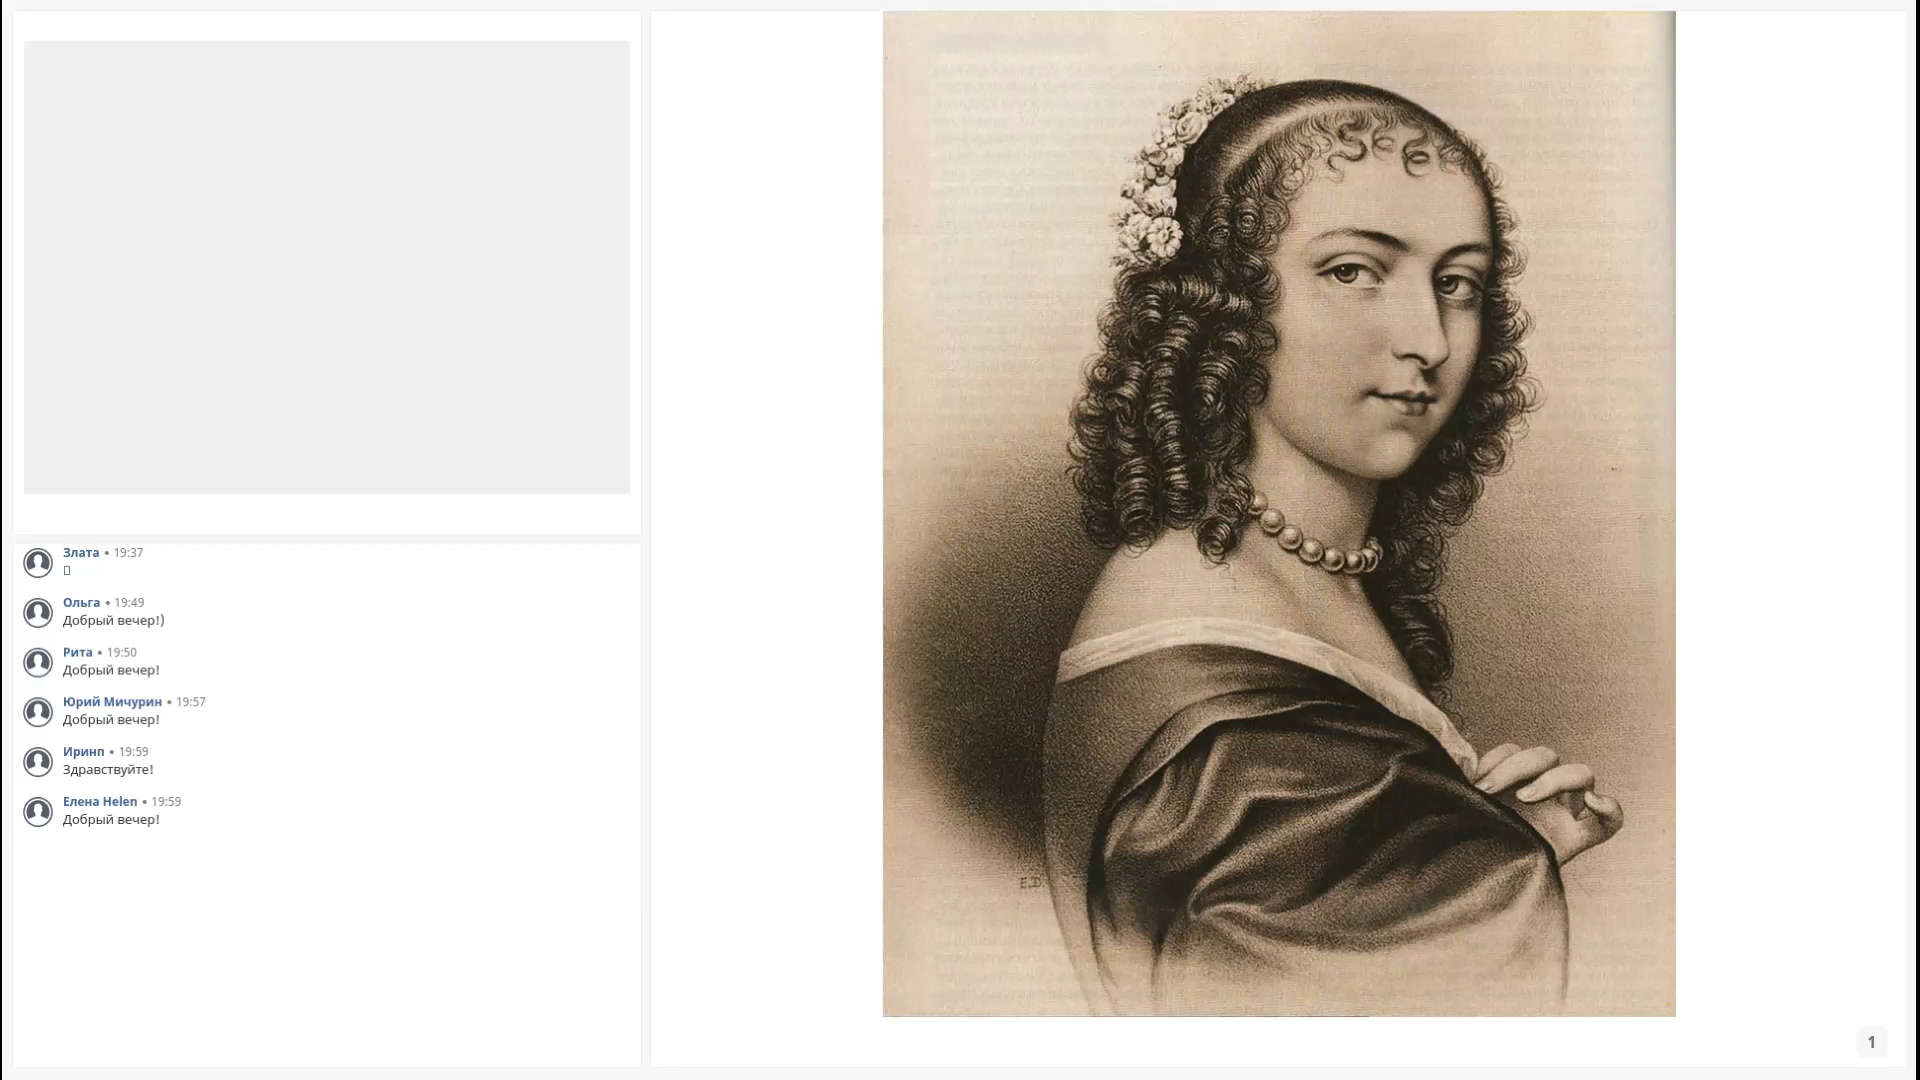 Злата • 19:37
Ольга • 19:49
Добрый вечер!)
Рита • 19:50
Добрый вечер!
Юрий Мичурин • 19:57
Добрый вечер!
Иринп • 19:59
Здравствуйте!
Елена Helen • 19:59
Добрый вечер!
E.D
1